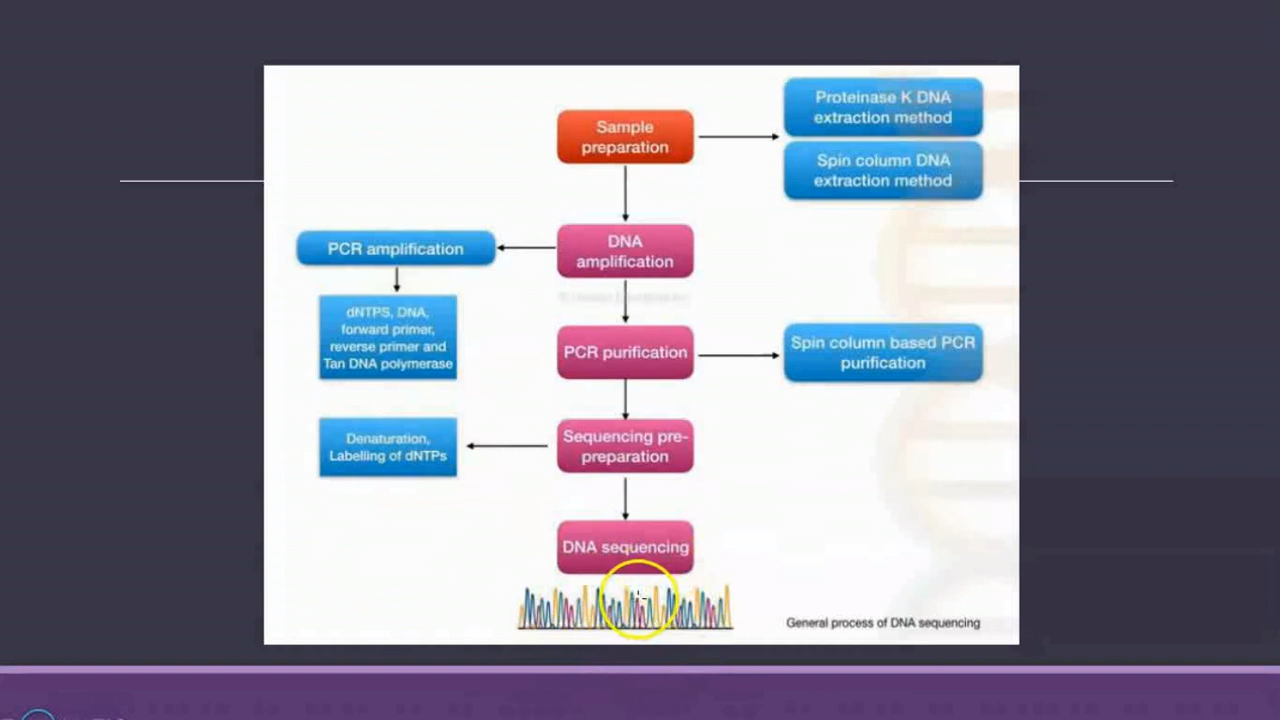 Sample
preparation
Proteinase K DNA
extraction method
Spin column DNA
extraction method
DNA
amplification
PCR amplification
dNTPS, DNA,
forward primer,
reverse primer and
Tan DNA polymerase
PCR purification
Spin column based PCR
purification
Sequencing pre-
preparation
Denaturation,
Labelling of dNTPs
DNA sequencing
General process of DNA sequencing